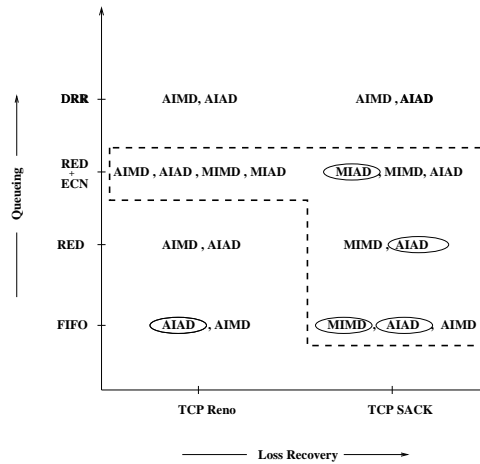 DRR AIMD , AIAD AIMD , AIAD
RED + ECN AIMD , AIAD , MIMD , MIAD MIAD , MIMD, AIAD
Queueing
RED AIMD , AIAD MIMD , AIAD
FIFO AIAD , AIMD MIMD , AIAD , AIMD
TCP Reno TCP SACK
Loss Recovery